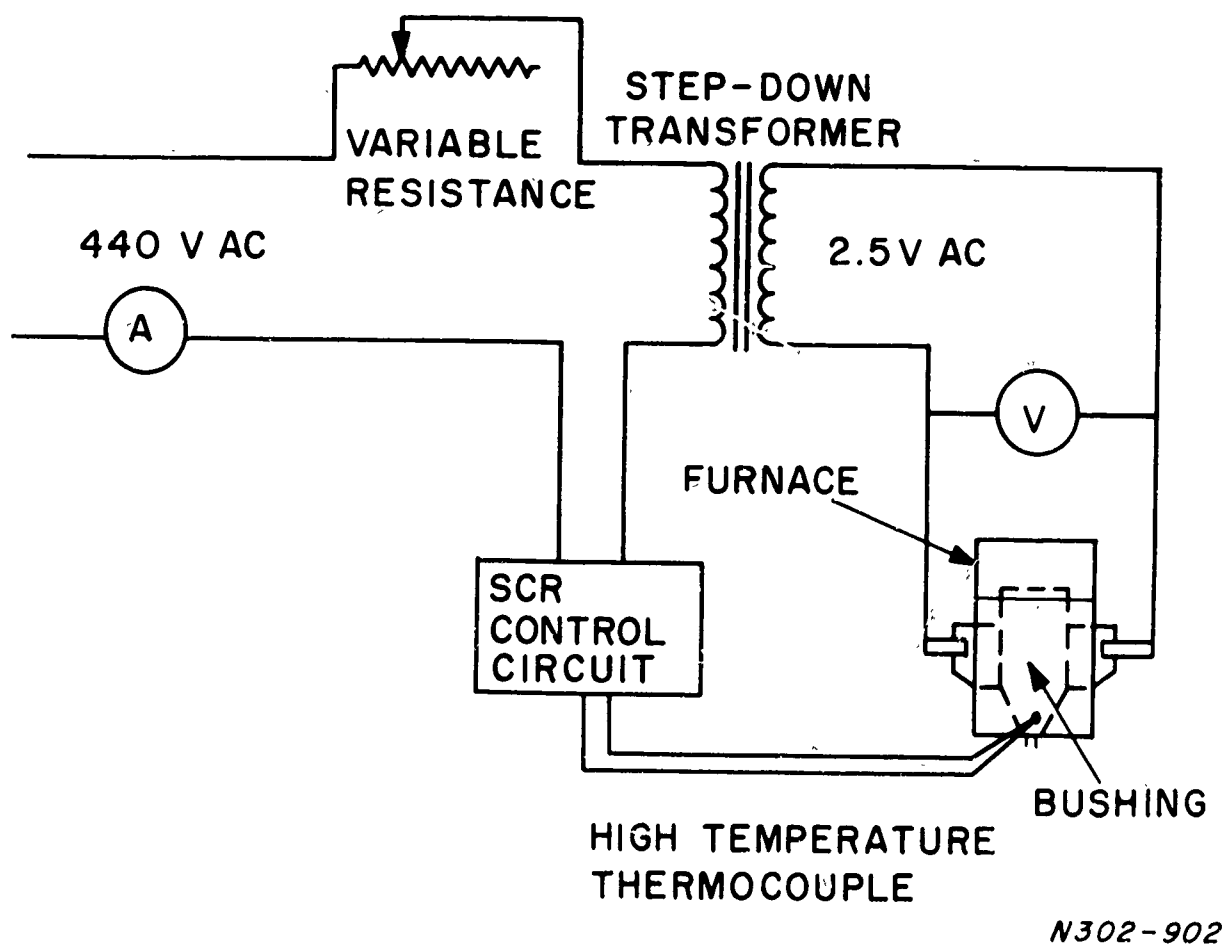 STEP-DOWN
TRANSFORMER
VARIABLE
RESISTANCE
440 V AC
2.5V AC
A
V
FURNACE
SCR
CONTROL
CIRCUIT
BUSHING
HIGH TEMPERATURE
THERMOCOUPLE
N302-902